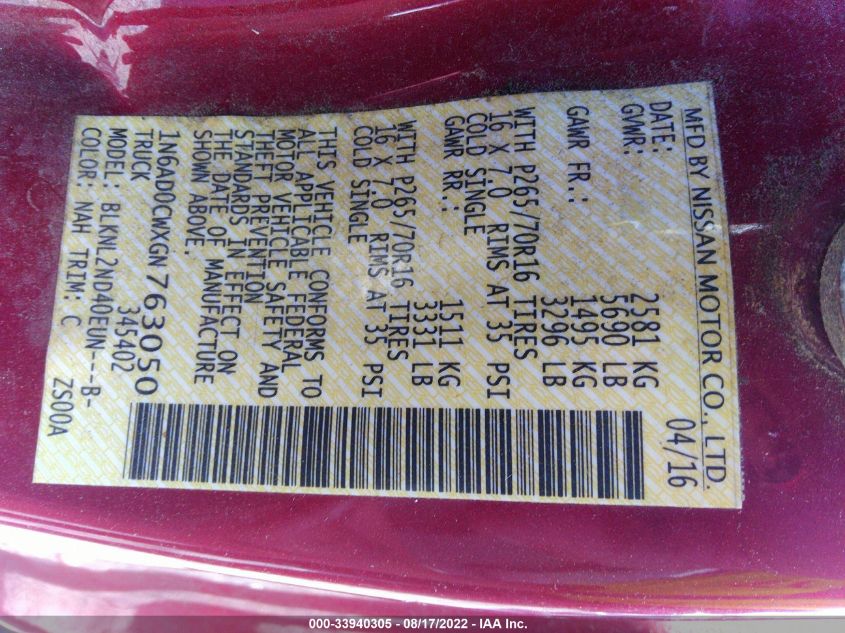 MFD BY NISSAN MOTOR CO., LTD.
DATE: 04/16
GVWR: 2581 KG
5690 LB
GAWR FR.: 1495 KG
3296 LB
WITH P265/70R16 TIRES
16 X 7.0 RIMS AT 35 PSI
COLD SINGLE
GAWR RR.: 1511 KG
3331 LB
WITH P265/70R16 TIRES
16 X 7.0 RIMS AT 35 PSI
COLD SINGLE
THIS VEHICLE CONFORMS TO
ALL APPLICABLE FEDERAL
MOTOR VEHICLE SAFETY AND
THEFT PREVENTION
STANDARDS IN EFFECT ON
THE DATE OF MANUFACTURE
SHOWN ABOVE.
1N6AD0CWXGN763050
TRUCK 345402
MODEL: BLKNL2ND40EUN---B-
COLOR: NAH TRIM: C ZS00A
000-33940305 - 08/17/2022 - IAA Inc.